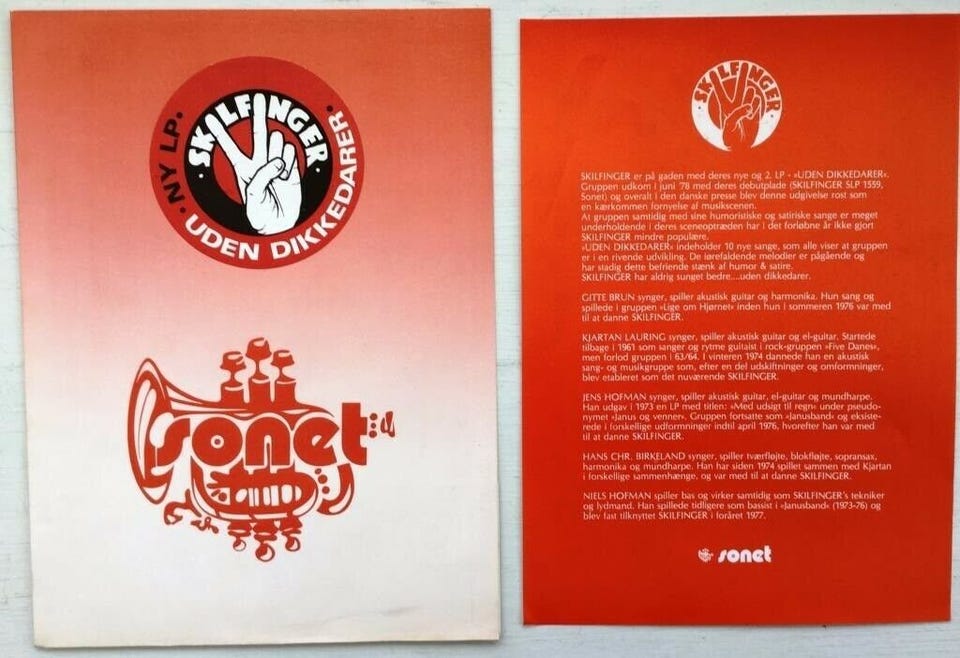 SKILFINGER
• NY LP. • UDEN DIKKEDARER. •
sonet
SKILFINGER
SKILFINGER er på gaden med deres nye og 2. LP - »UDEN DIKKEDARER«.
Gruppen udkom i juni '78 med deres debutplade (SKILFINGER SLP 1559,
Sonet) og overalt i den danske presse blev denne udgivelse rost som
en kærkommen fornyelse af musikscenen.
At gruppen samtidig med sine humoristiske og satiriske sange er meget
underholdende i deres sceneoptræden har i det forløbne år ikke gjort
SKILFINGER mindre populære.
»UDEN DIKKEDARER« indeholder 10 nye sange, som alle viser at gruppen
er i en rivende udvikling. De iørefaldende melodier er pågående og
har stadig dette befriende stænk af humor & satire.
SKILFINGER har aldrig sunget bedre....uden dikkedarer.
GITTE BRUN synger, spiller akustisk guitar og harmonika. Hun sang og
spillede i gruppen »Lige om Hjørnet« inden hun i sommeren 1976 var med
til at danne SKILFINGER.
KJARTAN LAURING synger, spiller akustisk guitar og el-guitar. Startede
tilbage i 1961 som sanger og rytme guitaist i rock-gruppen »Five Danes«,
men forlod gruppen i 63/64. I vinteren 1974 dannede han en akustisk
sang- og musikgruppe som, efter en del udskiftninger og omformninger,
blev etableret som det nuværende SKILFINGER.
JENS HOFMAN synger, spiller akustisk guitar, el-guitar og mundharpe.
Han udgav i 1973 en LP med titlen: »Med udsigt til regn« under pseudo-
nymet »Janus og venner«. Gruppen fortsatte som »Janusband« og eksiste-
rede i forskellige udformninger indtil april 1976, hvorefter han var med
til at danne SKILFINGER.
HANS CHR. BIRKELAND synger, spiller tværfløjte, blokfløjte, sopransax,
harmonika og mundharpe. Han har siden 1974 spillet sammen med Kjartan
i forskellige sammenhænge, og var med til at danne SKILFINGER.
NIELS HOFMAN spiller bas og virker samtidig som SKILFINGER's tekniker
og lydmand. Han spillede tidligere som bassist i »Janusband« (1973-76) og
blev fast tilknyttet SKILFINGER i foråret 1977.
sonet